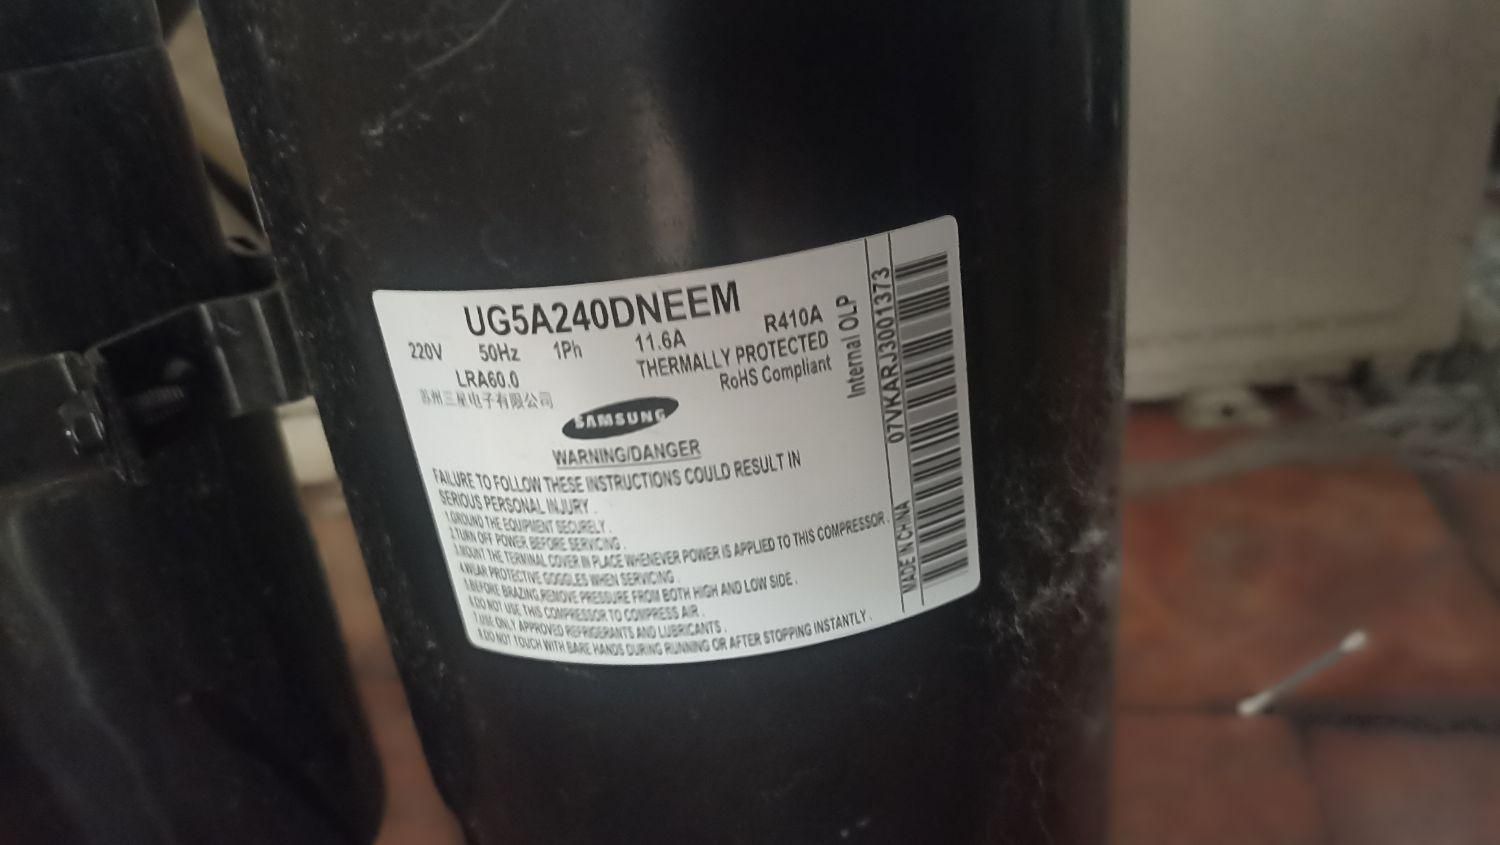 UG5A240DNEEM
220V 50Hz 1Ph 11.6A R410A
LRA60.0 THERMALLY PROTECTED
RoHS Compliant
苏州三星电子有限公司
SAMSUNG
WARNING/DANGER
FAILURE TO FOLLOW THESE INSTRUCTIONS COULD RESULT IN
SERIOUS PERSONAL INJURY .
1.GROUND THE EQUIPMENT SECURELY .
2.TURN OFF POWER BEFORE SERVICING .
3.MOUNT THE TERMINAL COVER IN PLACE WHENEVER POWER IS APPLIED TO THIS COMPRESSOR .
4.WEAR PROTECTIVE GOGGLES WHEN SERVICING .
5.BEFORE BRAZING,REMOVE PRESSURE FROM BOTH HIGH AND LOW SIDE .
6.DO NOT USE THIS COMPRESSOR TO COMPRESS AIR .
7.USE ONLY APPROVED REFRIGERANTS AND LUBRICANTS .
8.DO NOT TOUCH WITH BARE HANDS DURING RUNNING OR AFTER STOPPING INSTANTLY .
Internal OLP
07VKARJ3001373
MADE IN CHINA